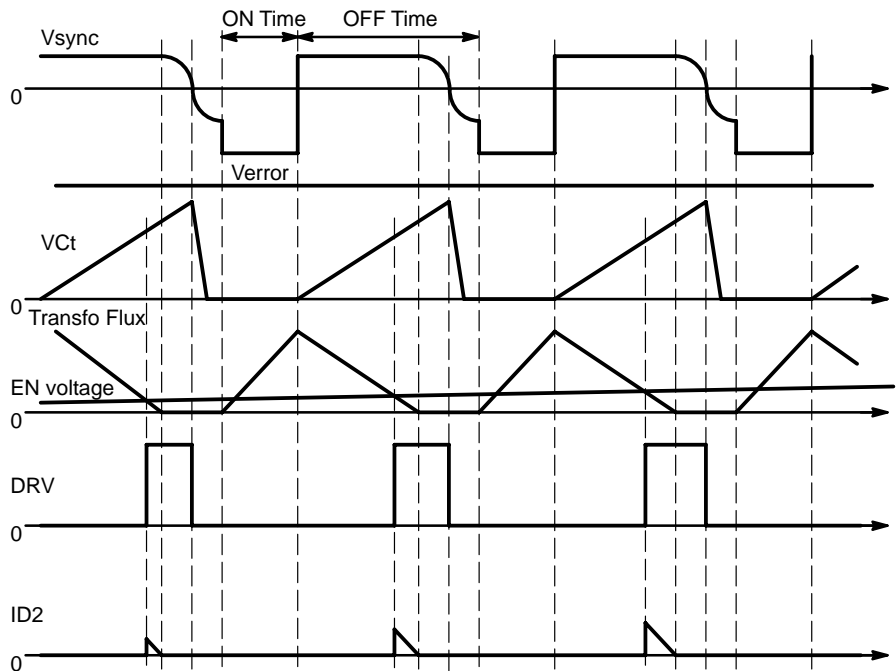 ON Time OFF Time
Vsync
0
Verror
VCt
0
Transfo Flux
EN voltage
0
DRV
0
ID2
0